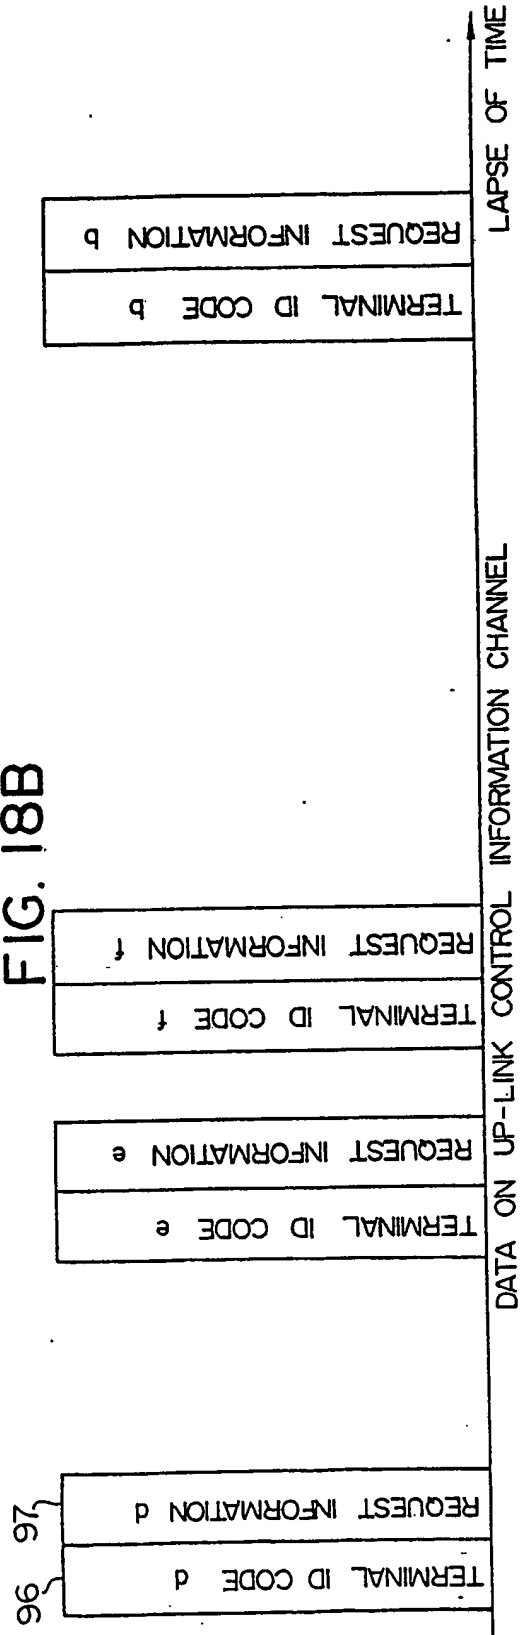 FIG. 18B
96
97
TERMINAL ID CODE d
REQUEST INFORMATION d
TERMINAL ID CODE e
REQUEST INFORMATION e
TERMINAL ID CODE f
REQUEST INFORMATION f
TERMINAL ID CODE b
REQUEST INFORMATION b
LAPSE OF TIME
DATA ON UP-LINK CONTROL INFORMATION CHANNEL